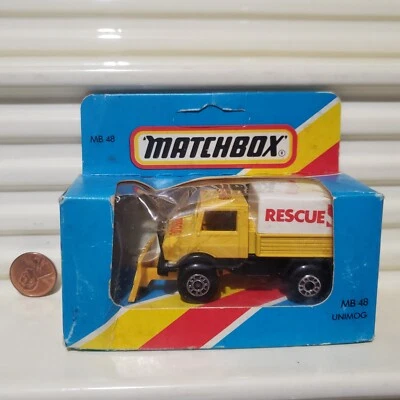 MB 48
"MATCHBOX"
®
RESCUE
MB 48
UNIMOG